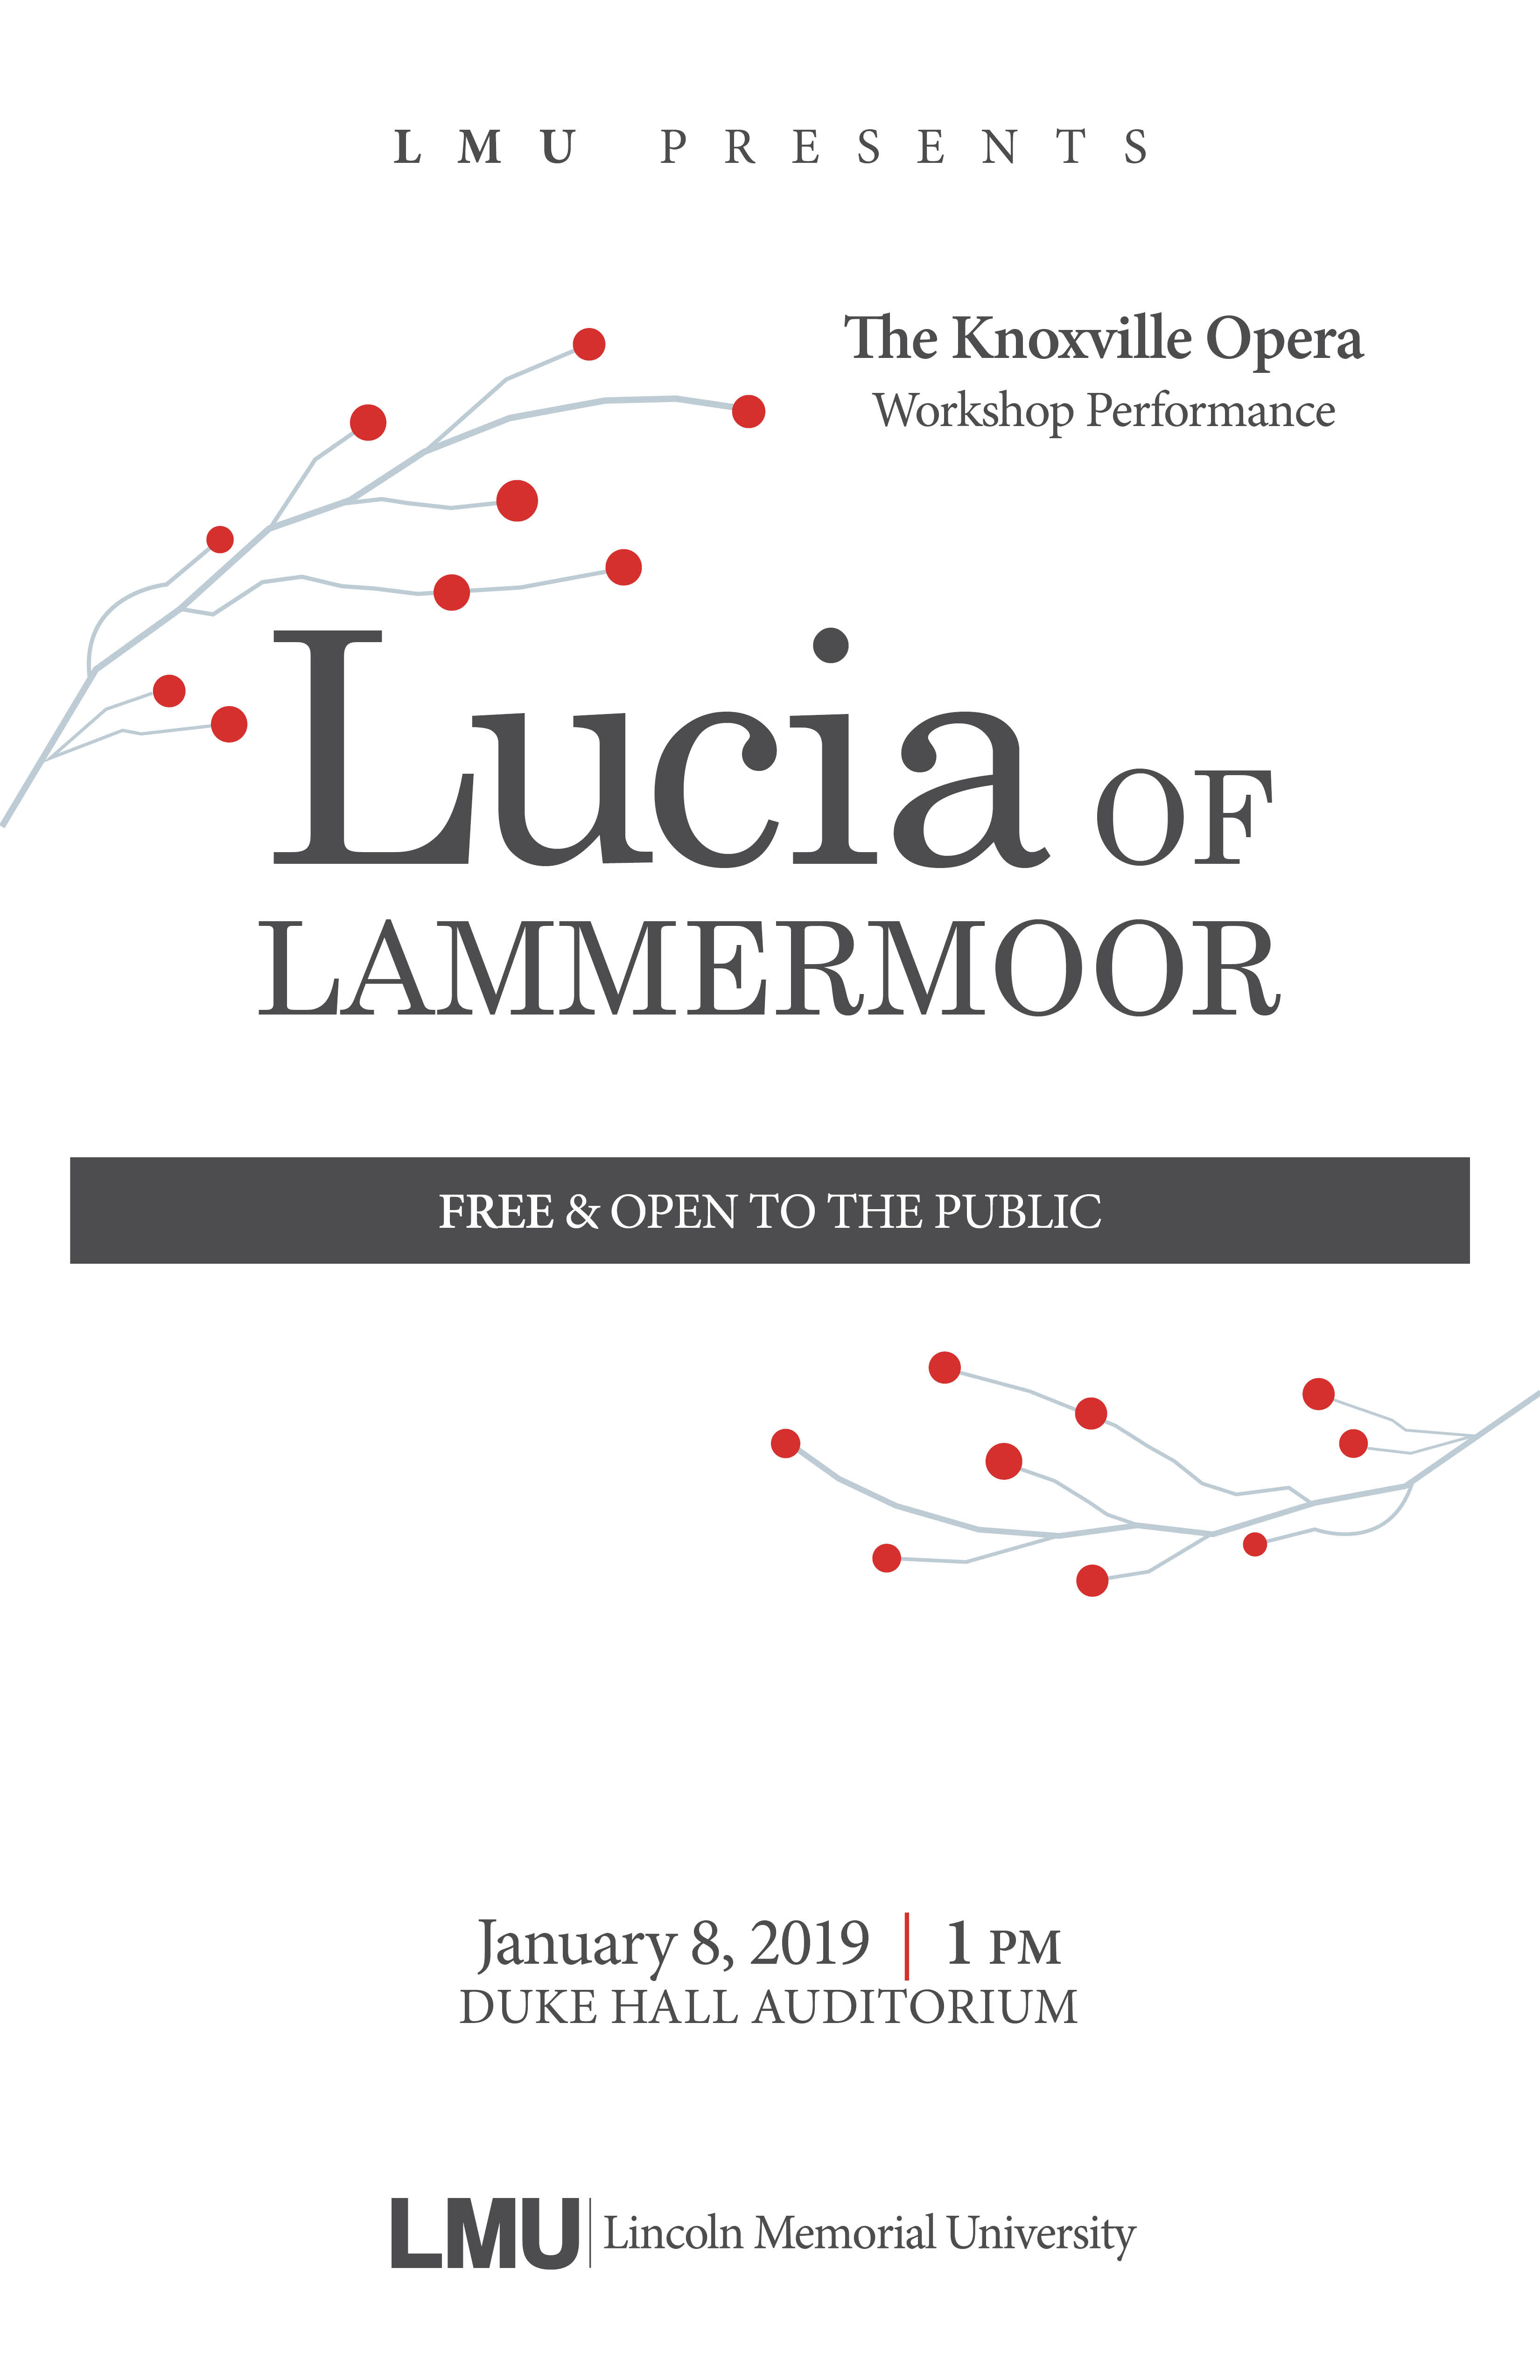 LMU PRESENTS
The Knoxville Opera
Workshop Performance
Lucia OF
LAMMERMOOR
FREE & OPEN TO THE PUBLIC
January 8, 2019 | 1 PM
DUKE HALL AUDITORIUM
LMU | Lincoln Memorial University